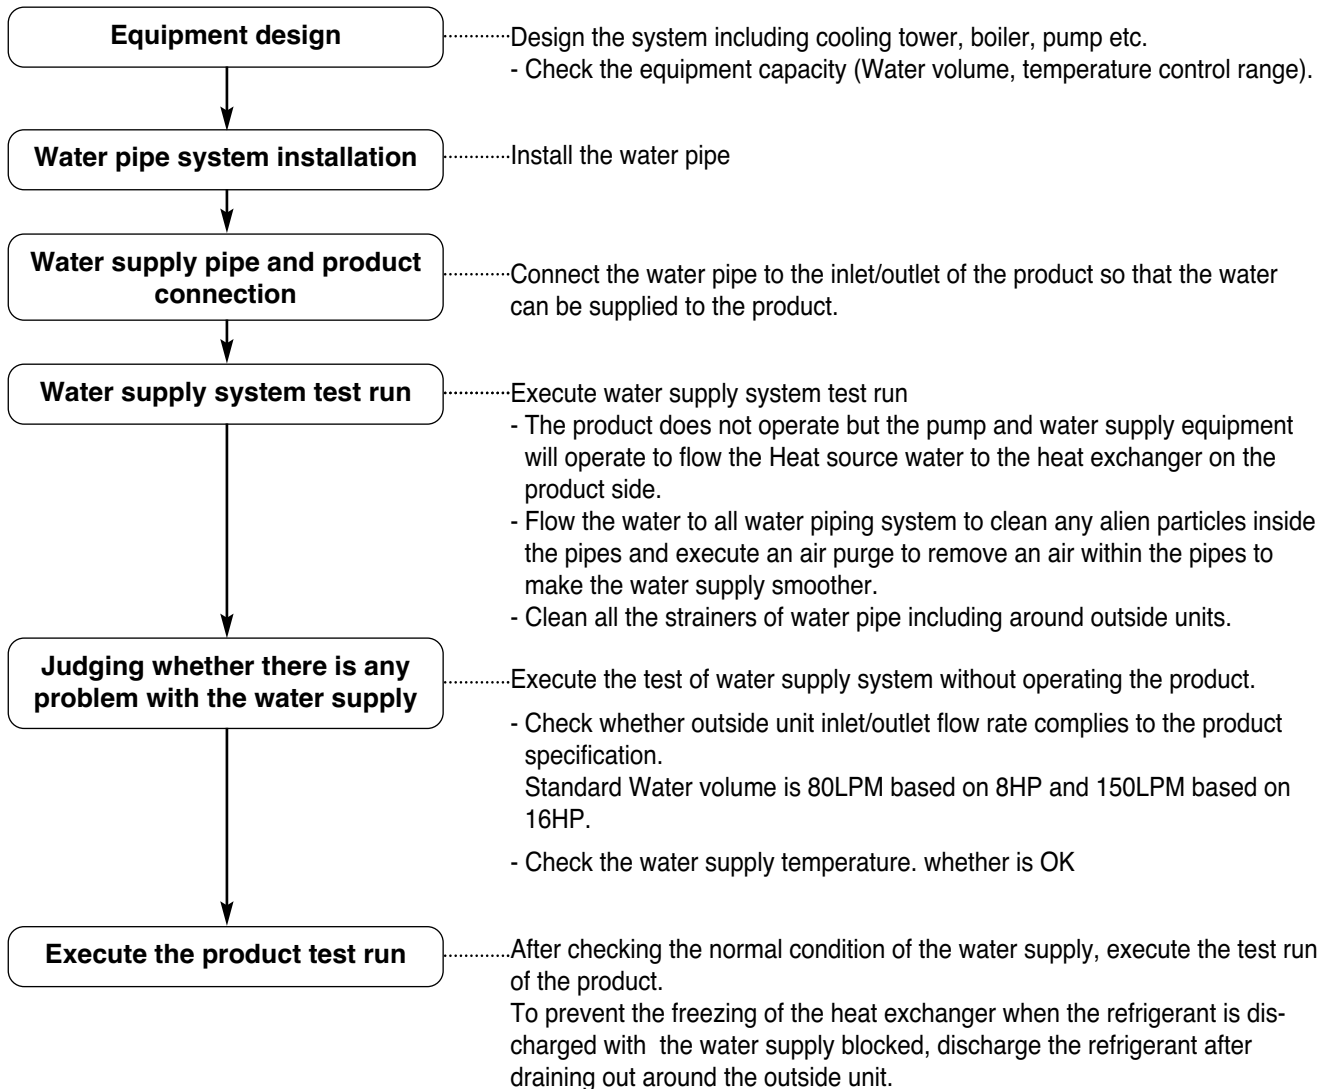 Equipment design
Design the system including cooling tower, boiler, pump etc.
- Check the equipment capacity (Water volume, temperature control range).
Water pipe system installation
Install the water pipe
Water supply pipe and product
connection
Connect the water pipe to the inlet/outlet of the product so that the water
can be supplied to the product.
Water supply system test run
Execute water supply system test run
- The product does not operate but the pump and water supply equipment
will operate to flow the Heat source water to the heat exchanger on the
product side.
- Flow the water to all water piping system to clean any alien particles inside
the pipes and execute an air purge to remove an air within the pipes to
make the water supply smoother.
- Clean all the strainers of water pipe including around outside units.
Judging whether there is any
problem with the water supply
Execute the test of water supply system without operating the product.
- Check whether outside unit inlet/outlet flow rate complies to the product
specification.
Standard Water volume is 80LPM based on 8HP and 150LPM based on
16HP.
- Check the water supply temperature. whether is OK
Execute the product test run
After checking the normal condition of the water supply, execute the test run
of the product.
To prevent the freezing of the heat exchanger when the refrigerant is dis-
charged with the water supply blocked, discharge the refrigerant after
draining out around the outside unit.